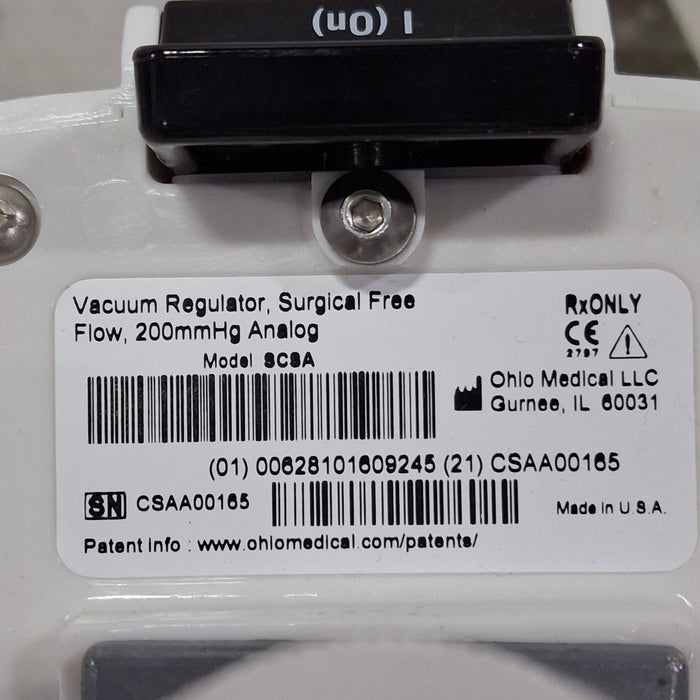 I (On)
Vacuum Regulator, Surgical Free
Flow, 200mmHg Analog
Model SCSA
RxONLY
CE
2797
Ohio Medical LLC
Gurnee, IL 60031
(01) 00628101609245 (21) CSAA00165
SN CSAA00165
Made in U.S.A.
Patent Info : www.ohiomedical.com/patents/